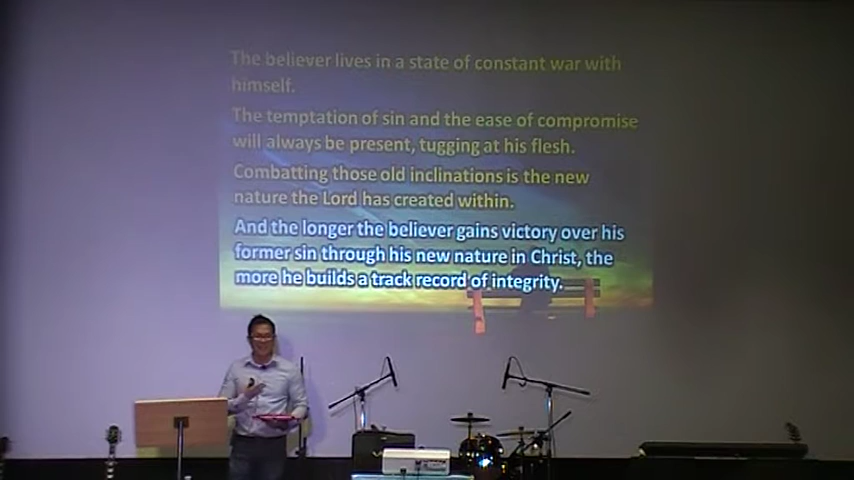 The believer lives in a state of constant war with
himself.
The temptation of sin and the ease of compromise
will always be present, tugging at his flesh.
Combatting those old inclinations is the new
nature the Lord has created within.
And the longer the believer gains victory over his
former sin through his new nature in Christ, the
more he builds a track record of integrity.